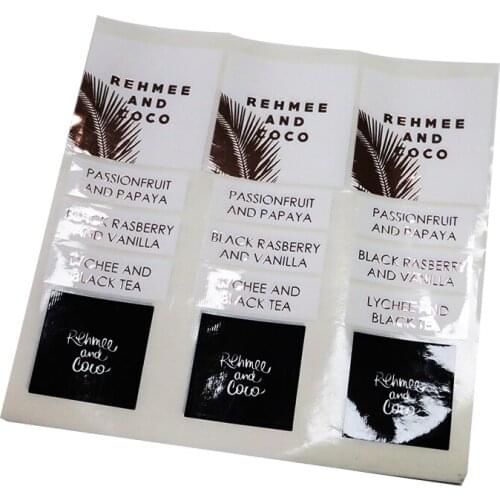 REHMEE
AND
COCO
REHMEE
AND
COCO
REHMEE
AND
COCO
PASSIONFRUIT
AND PAPAYA
PASSIONFRUIT
AND PAPAYA
PASSIONFRUIT
AND PAPAYA
BLACK RASBERRY
AND VANILLA
BLACK RASBERRY
AND VANILLA
BLACK RASBERRY
AND VANILLA
LYCHEE AND
BLACK TEA
LYCHEE AND
BLACK TEA
LYCHEE AND
BLACK TEA
Rehmee
and
Coco
Rehmee
and
Coco
Rehmee
and
Coco